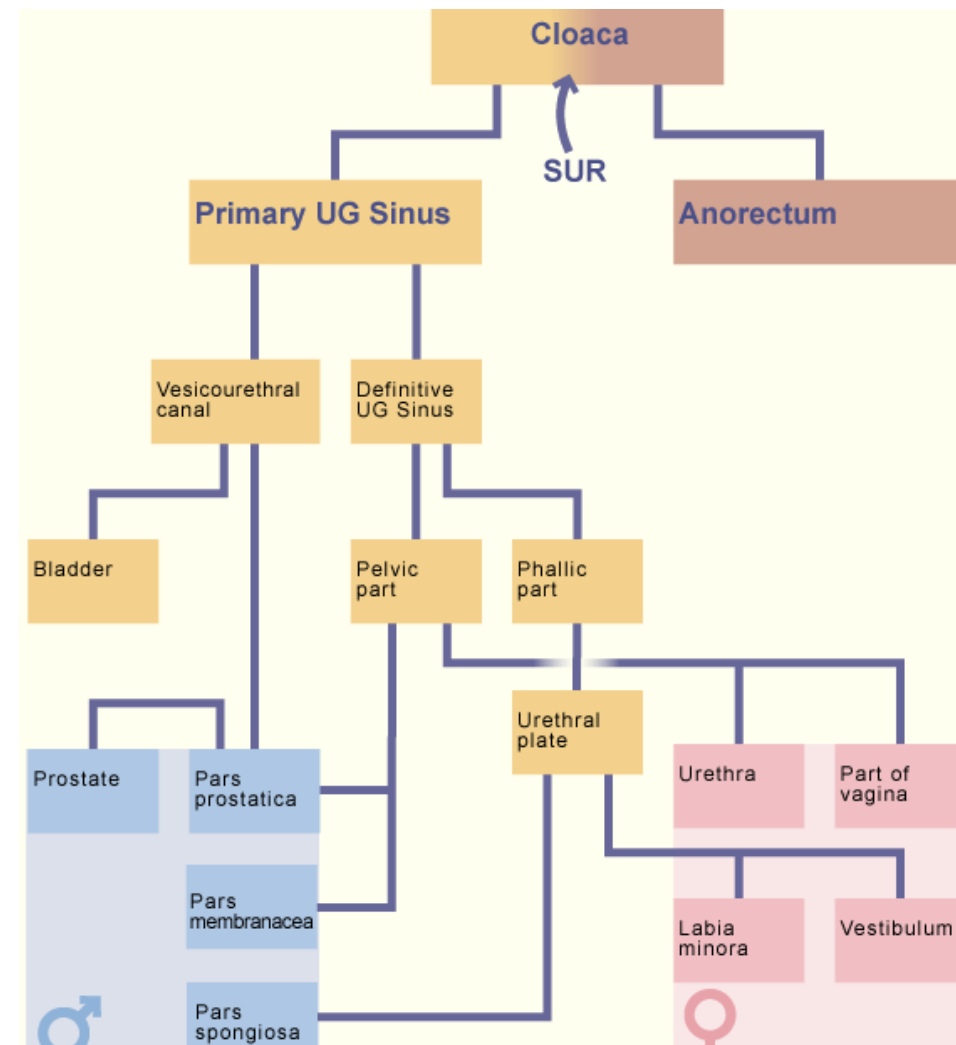 Cloaca
SUR
Primary UG Sinus
Anorectum
Vesicourethral
canal
Definitive
UG Sinus
Bladder
Pelvic
part
Phallic
part
Urethral
plate
Prostate
Pars
prostatica
Urethra
Part of
vagina
Pars
membranacea
Labia
minora
Vestibulum
Pars
spongiosa